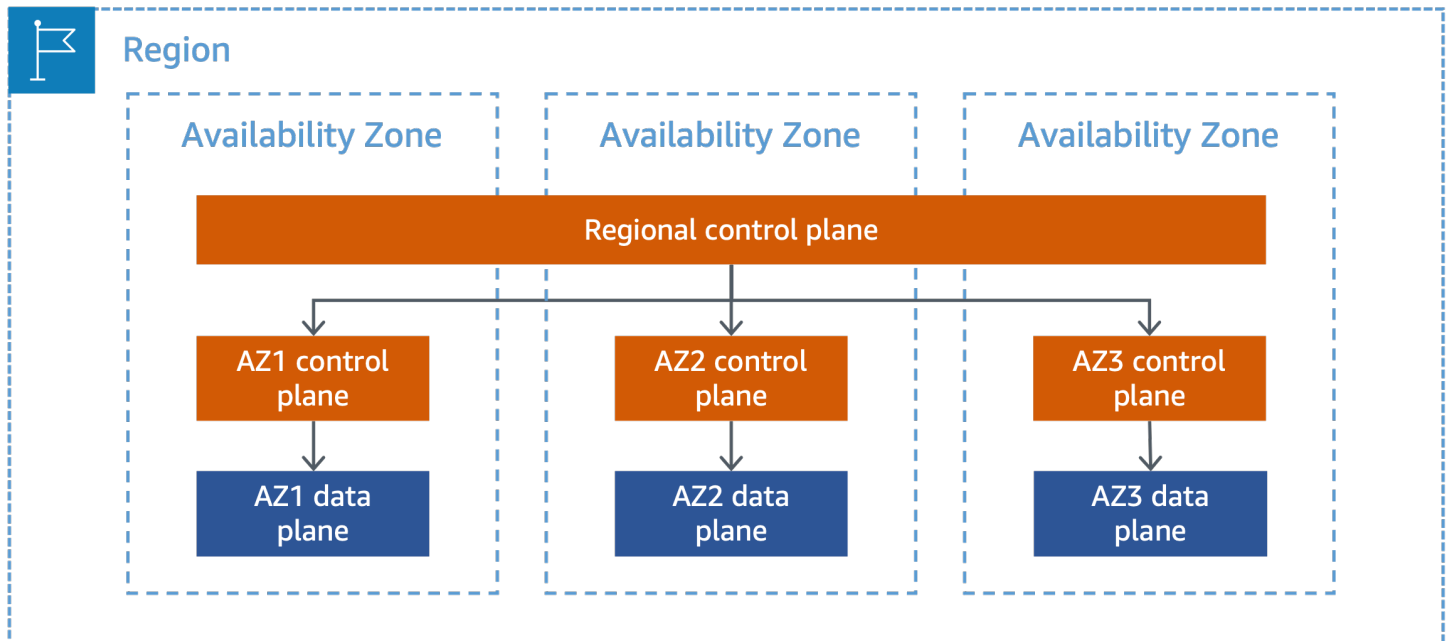 Region
Availability Zone
Availability Zone
Availability Zone
Regional control plane
AZ1 control
plane
AZ2 control
plane
AZ3 control
plane
AZ1 data
plane
AZ2 data
plane
AZ3 data
plane